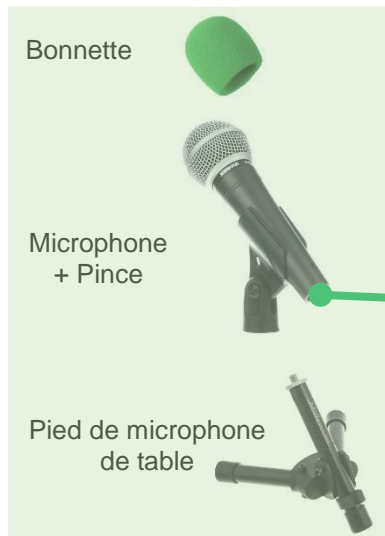 Bonnette
Microphone
+ Pince
Pied de microphone
de table